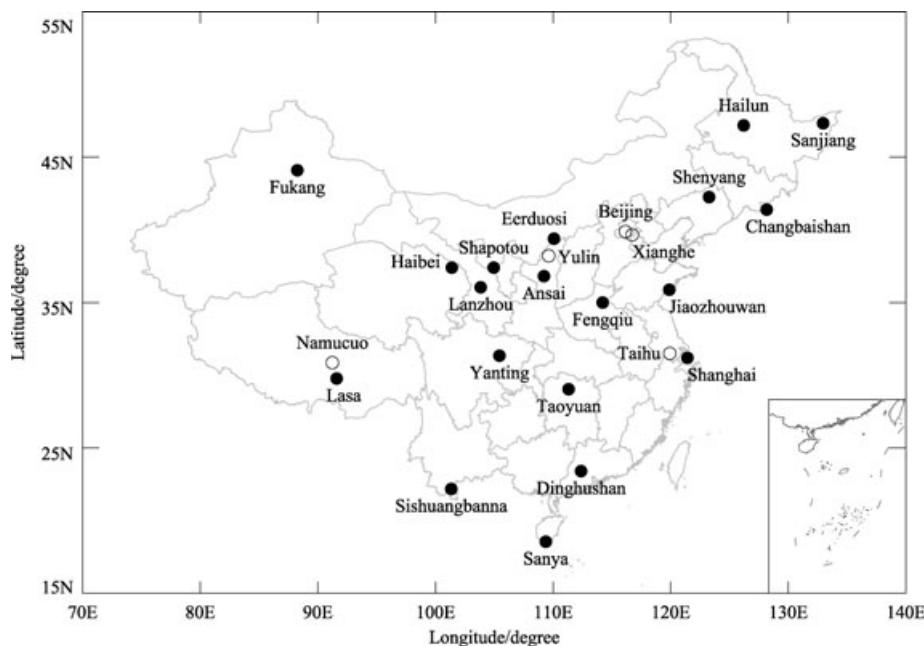 55N
Hailun
Sanjiang
45N
Shenyang
Fukang
Beijing
Changbaishan
Eerduosi
Shapotou
Yulin
Xianghe
Haibei
Ansai
Lanzhou
Jiaozhouwan
35N
Fengqiu
Latitude/degree
Namucuo
Taihu
Yanting
Shanghai
Lasa
Taoyuan
25N
Dinghushan
Sishuangbanna
Sanya
15N
70E 80E 90E 100E 110E 120E 130E 140E
Longitude/degree